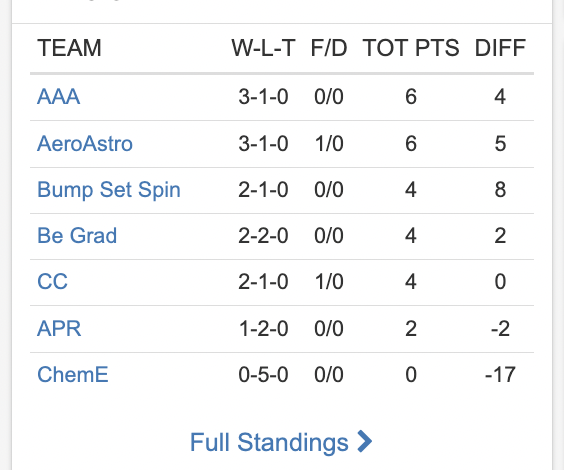 TEAM W-L-T F/D TOT PTS DIFF
AAA 3-1-0 0/0 6 4
AeroAstro 3-1-0 1/0 6 5
Bump Set Spin 2-1-0 0/0 4 8
Be Grad 2-2-0 0/0 4 2
CC 2-1-0 1/0 4 0
APR 1-2-0 0/0 2 -2
ChemE 0-5-0 0/0 0 -17
Full Standings